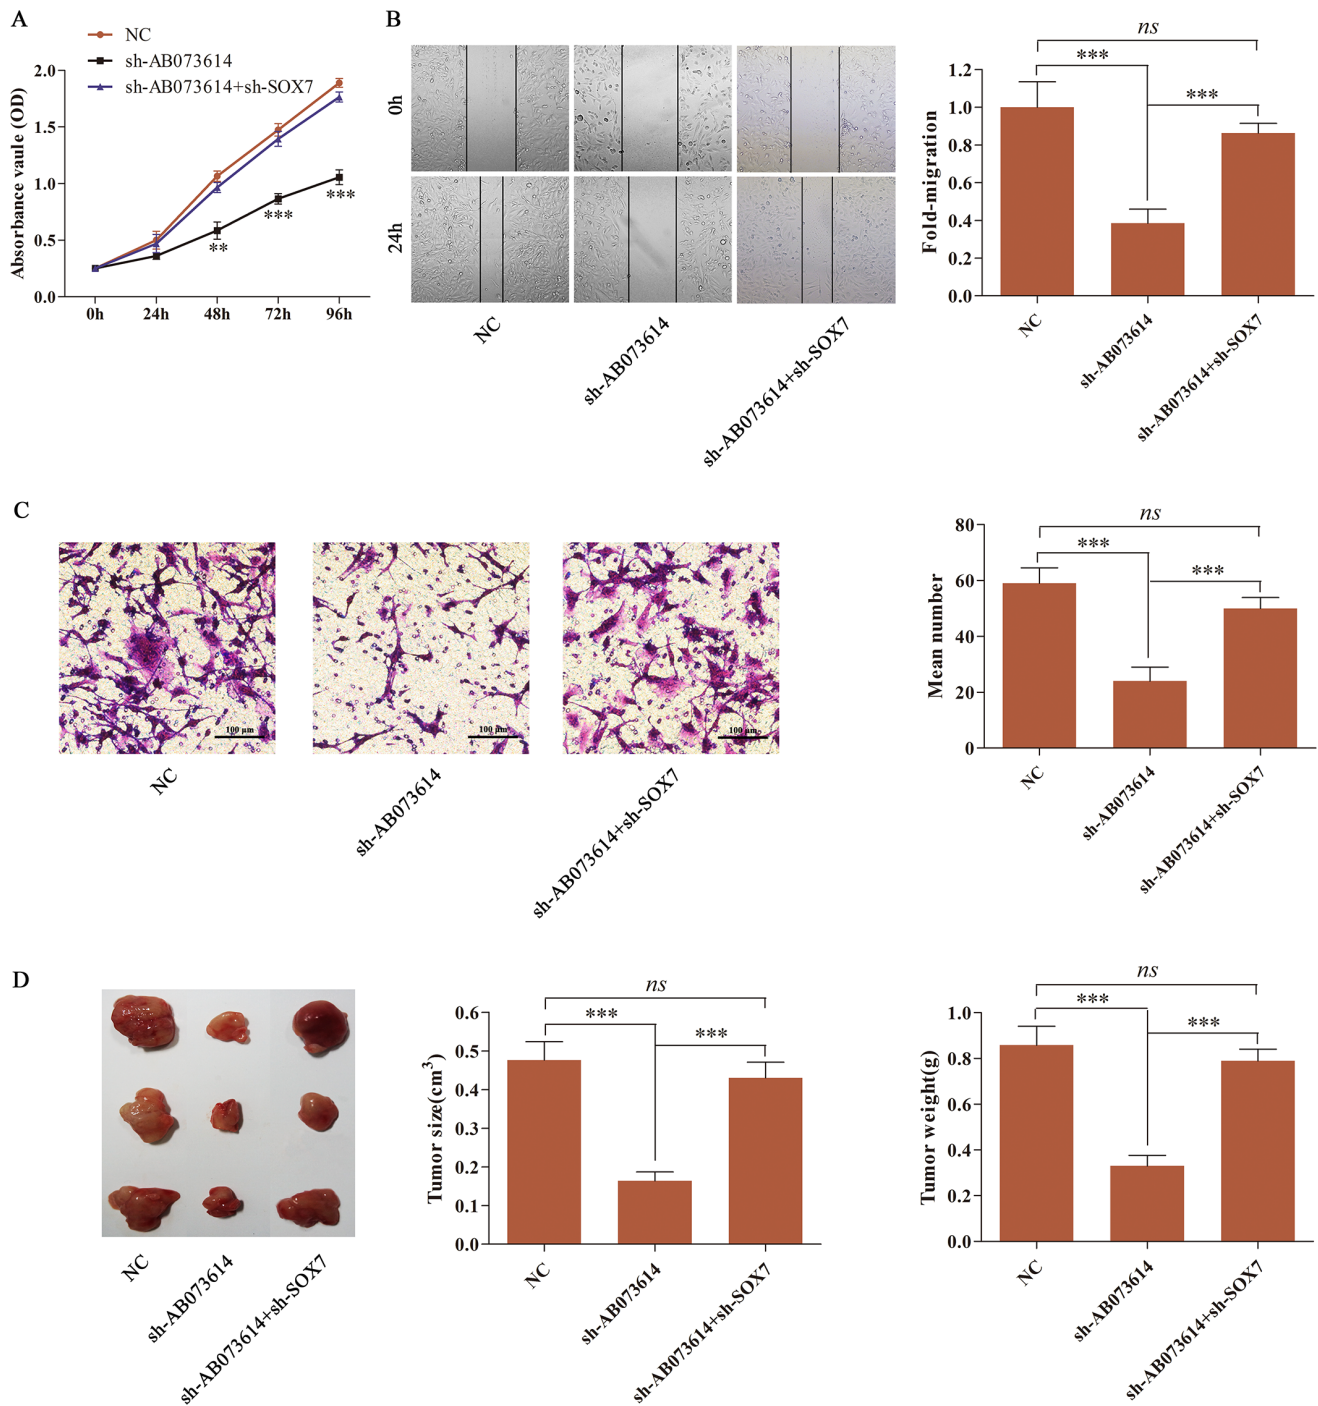 A
NC
sh-AB073614
sh-AB073614+sh-SOX7
Absorbance vaule (OD)
2.0
1.5
1.0
0.5
0.0
**
***
***
0h
24h
48h
72h
96h
B
0h
24h
NC
sh-AB073614
sh-AB073614+sh-SOX7
Fold-migration
1.2
1.0
0.8
0.6
0.4
0.2
0.0
ns
***
***
NC
sh-AB073614
sh-AB073614+sh-SOX7
C
100 μm
100 μm
100 μm
NC
sh-AB073614
sh-AB073614+sh-SOX7
Mean number
80
60
40
20
0
ns
***
***
NC
sh-AB073614
sh-AB073614+sh-SOX7
D
NC
sh-AB073614
sh-AB073614+sh-SOX7
Tumor size(cm³)
0.6
0.5
0.4
0.3
0.2
0.1
0.0
ns
***
***
NC
sh-AB073614
sh-AB073614+sh-SOX7
Tumor weight(g)
1.0
0.8
0.6
0.4
0.2
0.0
ns
***
***
NC
sh-AB073614
sh-AB073614+sh-SOX7